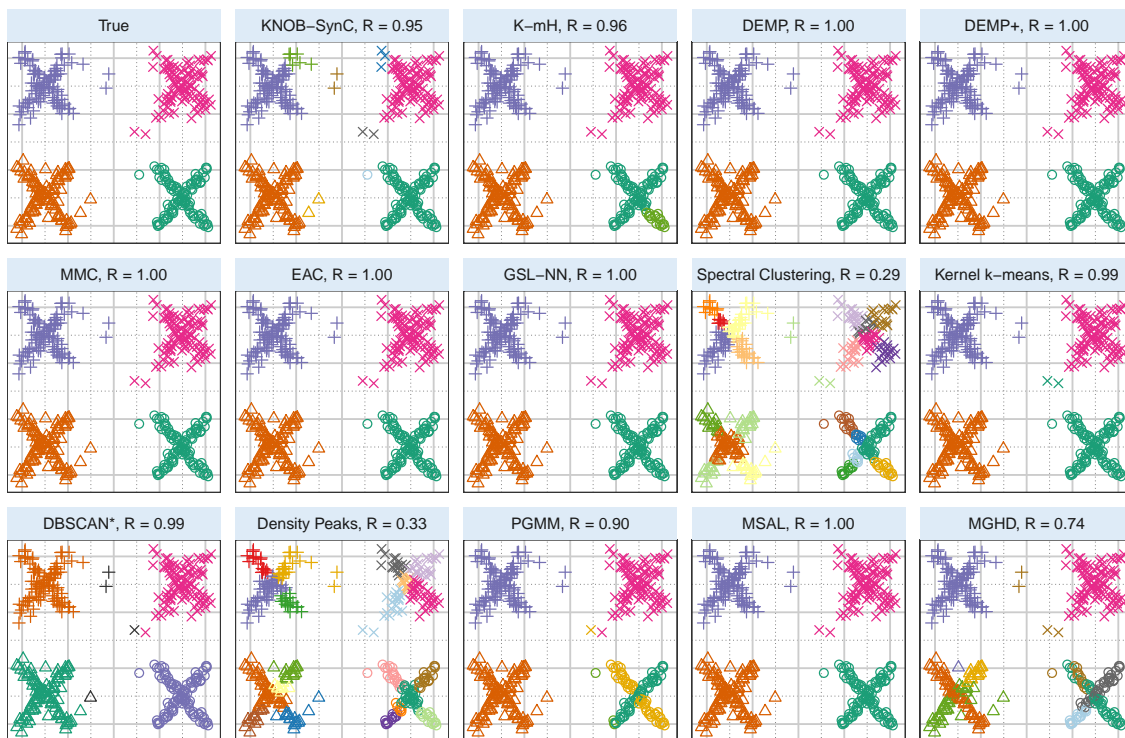 True
KNOB−SynC, R = 0.95
K−mH, R = 0.96
DEMP, R = 1.00
DEMP+, R = 1.00
MMC, R = 1.00
EAC, R = 1.00
GSL−NN, R = 1.00
Spectral Clustering, R = 0.29
Kernel k−means, R = 0.99
DBSCAN*, R = 0.99
Density Peaks, R = 0.33
PGMM, R = 0.90
MSAL, R = 1.00
MGHD, R = 0.74